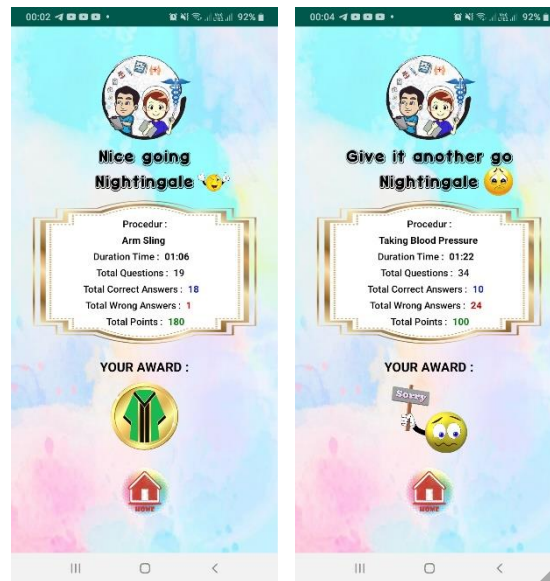 00:02
92%
Nice going
Nightingale
Procedur :
Arm Sling
Duration Time : 01:06
Total Questions : 19
Total Correct Answers : 18
Total Wrong Answers : 1
Total Points : 180
YOUR AWARD :
HOME
00:04
92%
Give it another go
Nightingale
Procedur :
Taking Blood Pressure
Duration Time : 01:22
Total Questions : 34
Total Correct Answers : 10
Total Wrong Answers : 24
Total Points : 100
YOUR AWARD :
Sorry
HOME